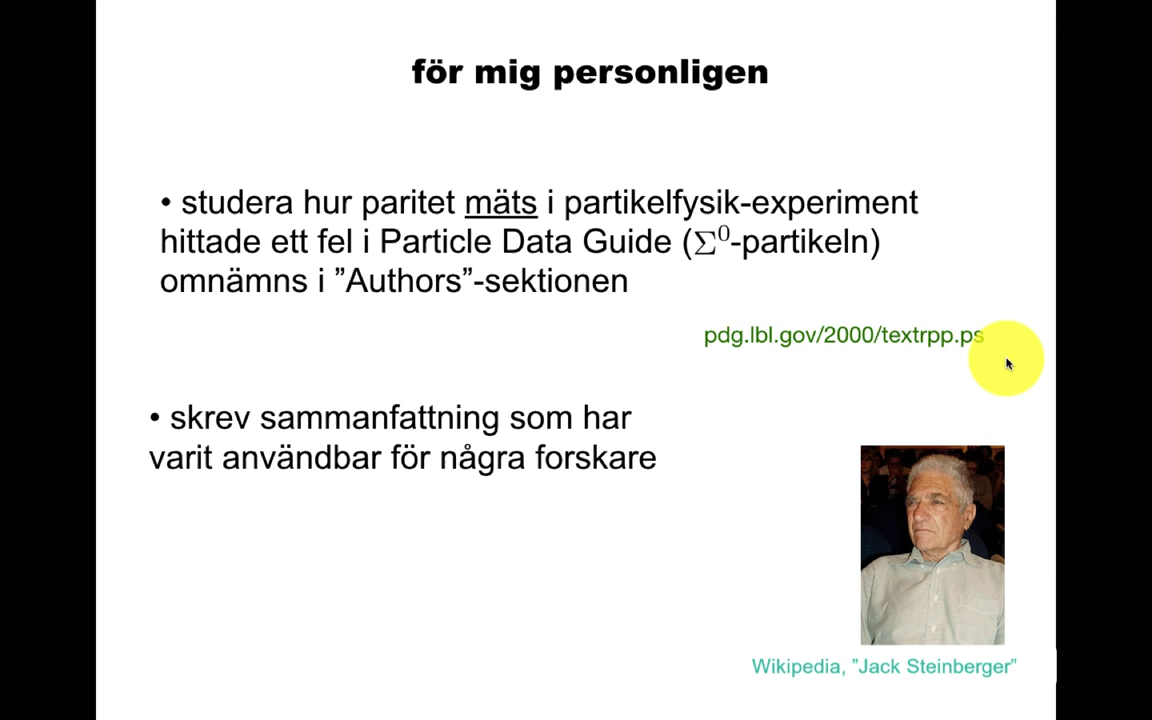 för mig personligen
• studera hur paritet mäts i partikelfysik-experiment
hittade ett fel i Particle Data Guide (Σ⁰-partikeln)
omnämns i ”Authors”-sektionen
pdg.lbl.gov/2000/textrpp.ps
• skrev sammanfattning som har
varit användbar för några forskare
Wikipedia, ”Jack Steinberger”